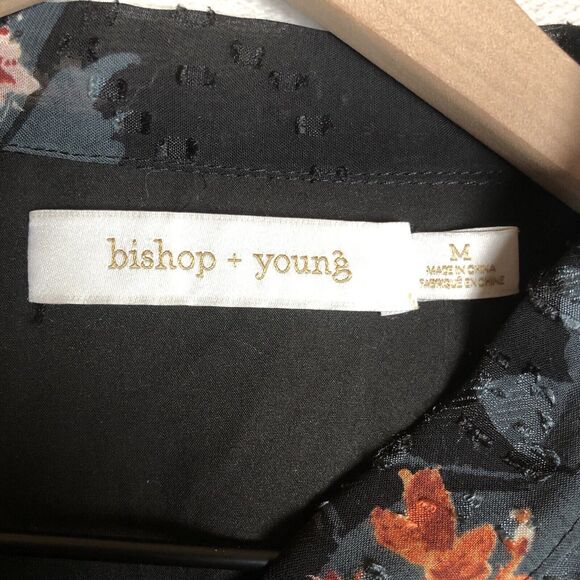 bishop + young
M
MADE IN CHINA
FABRIQUÉ EN CHINE